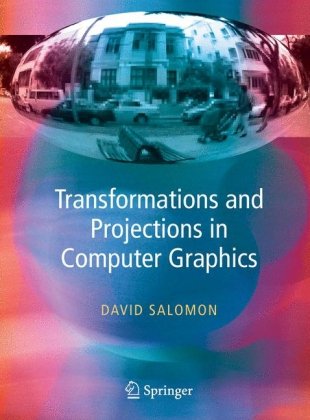 Transformations and
Projections in
Computer Graphics
DAVID SALOMON
Springer